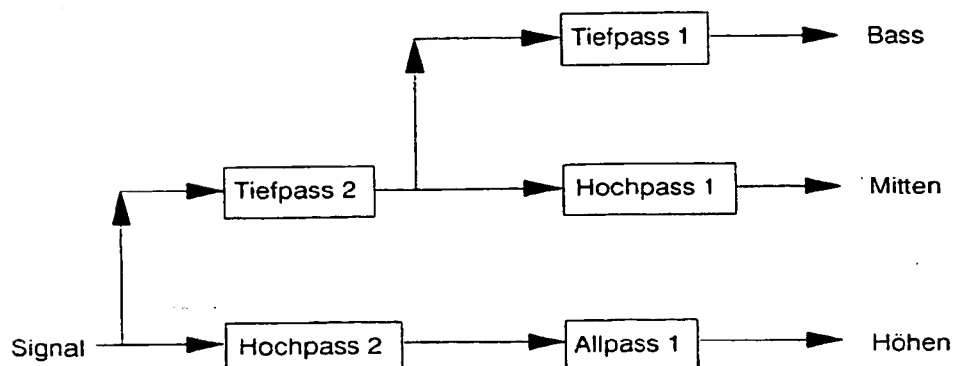 Tiefpass 1
Bass
Tiefpass 2
Hochpass 1
Mitten
Signal
Hochpass 2
Allpass 1
Höhen